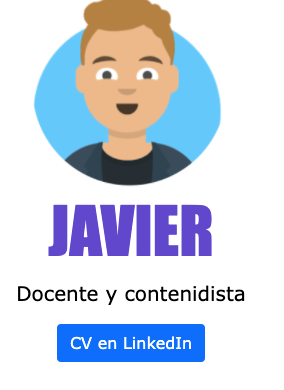 JAVIER
Docente y contenidista
CV en LinkedIn